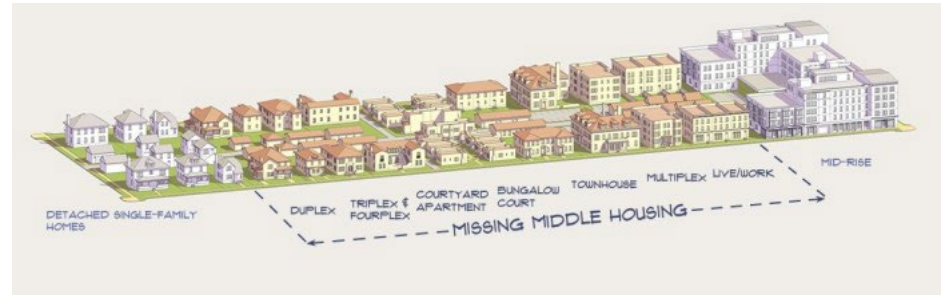 DETACHED SINGLE-FAMILY
HOMES
DUPLEX
TRIPLEX &
FOURPLEX
COURTYARD
APARTMENT
BUNGALOW
COURT
TOWNHOUSE
MULTIPLEX
LIVE/WORK
MID-RISE
MISSING MIDDLE HOUSING